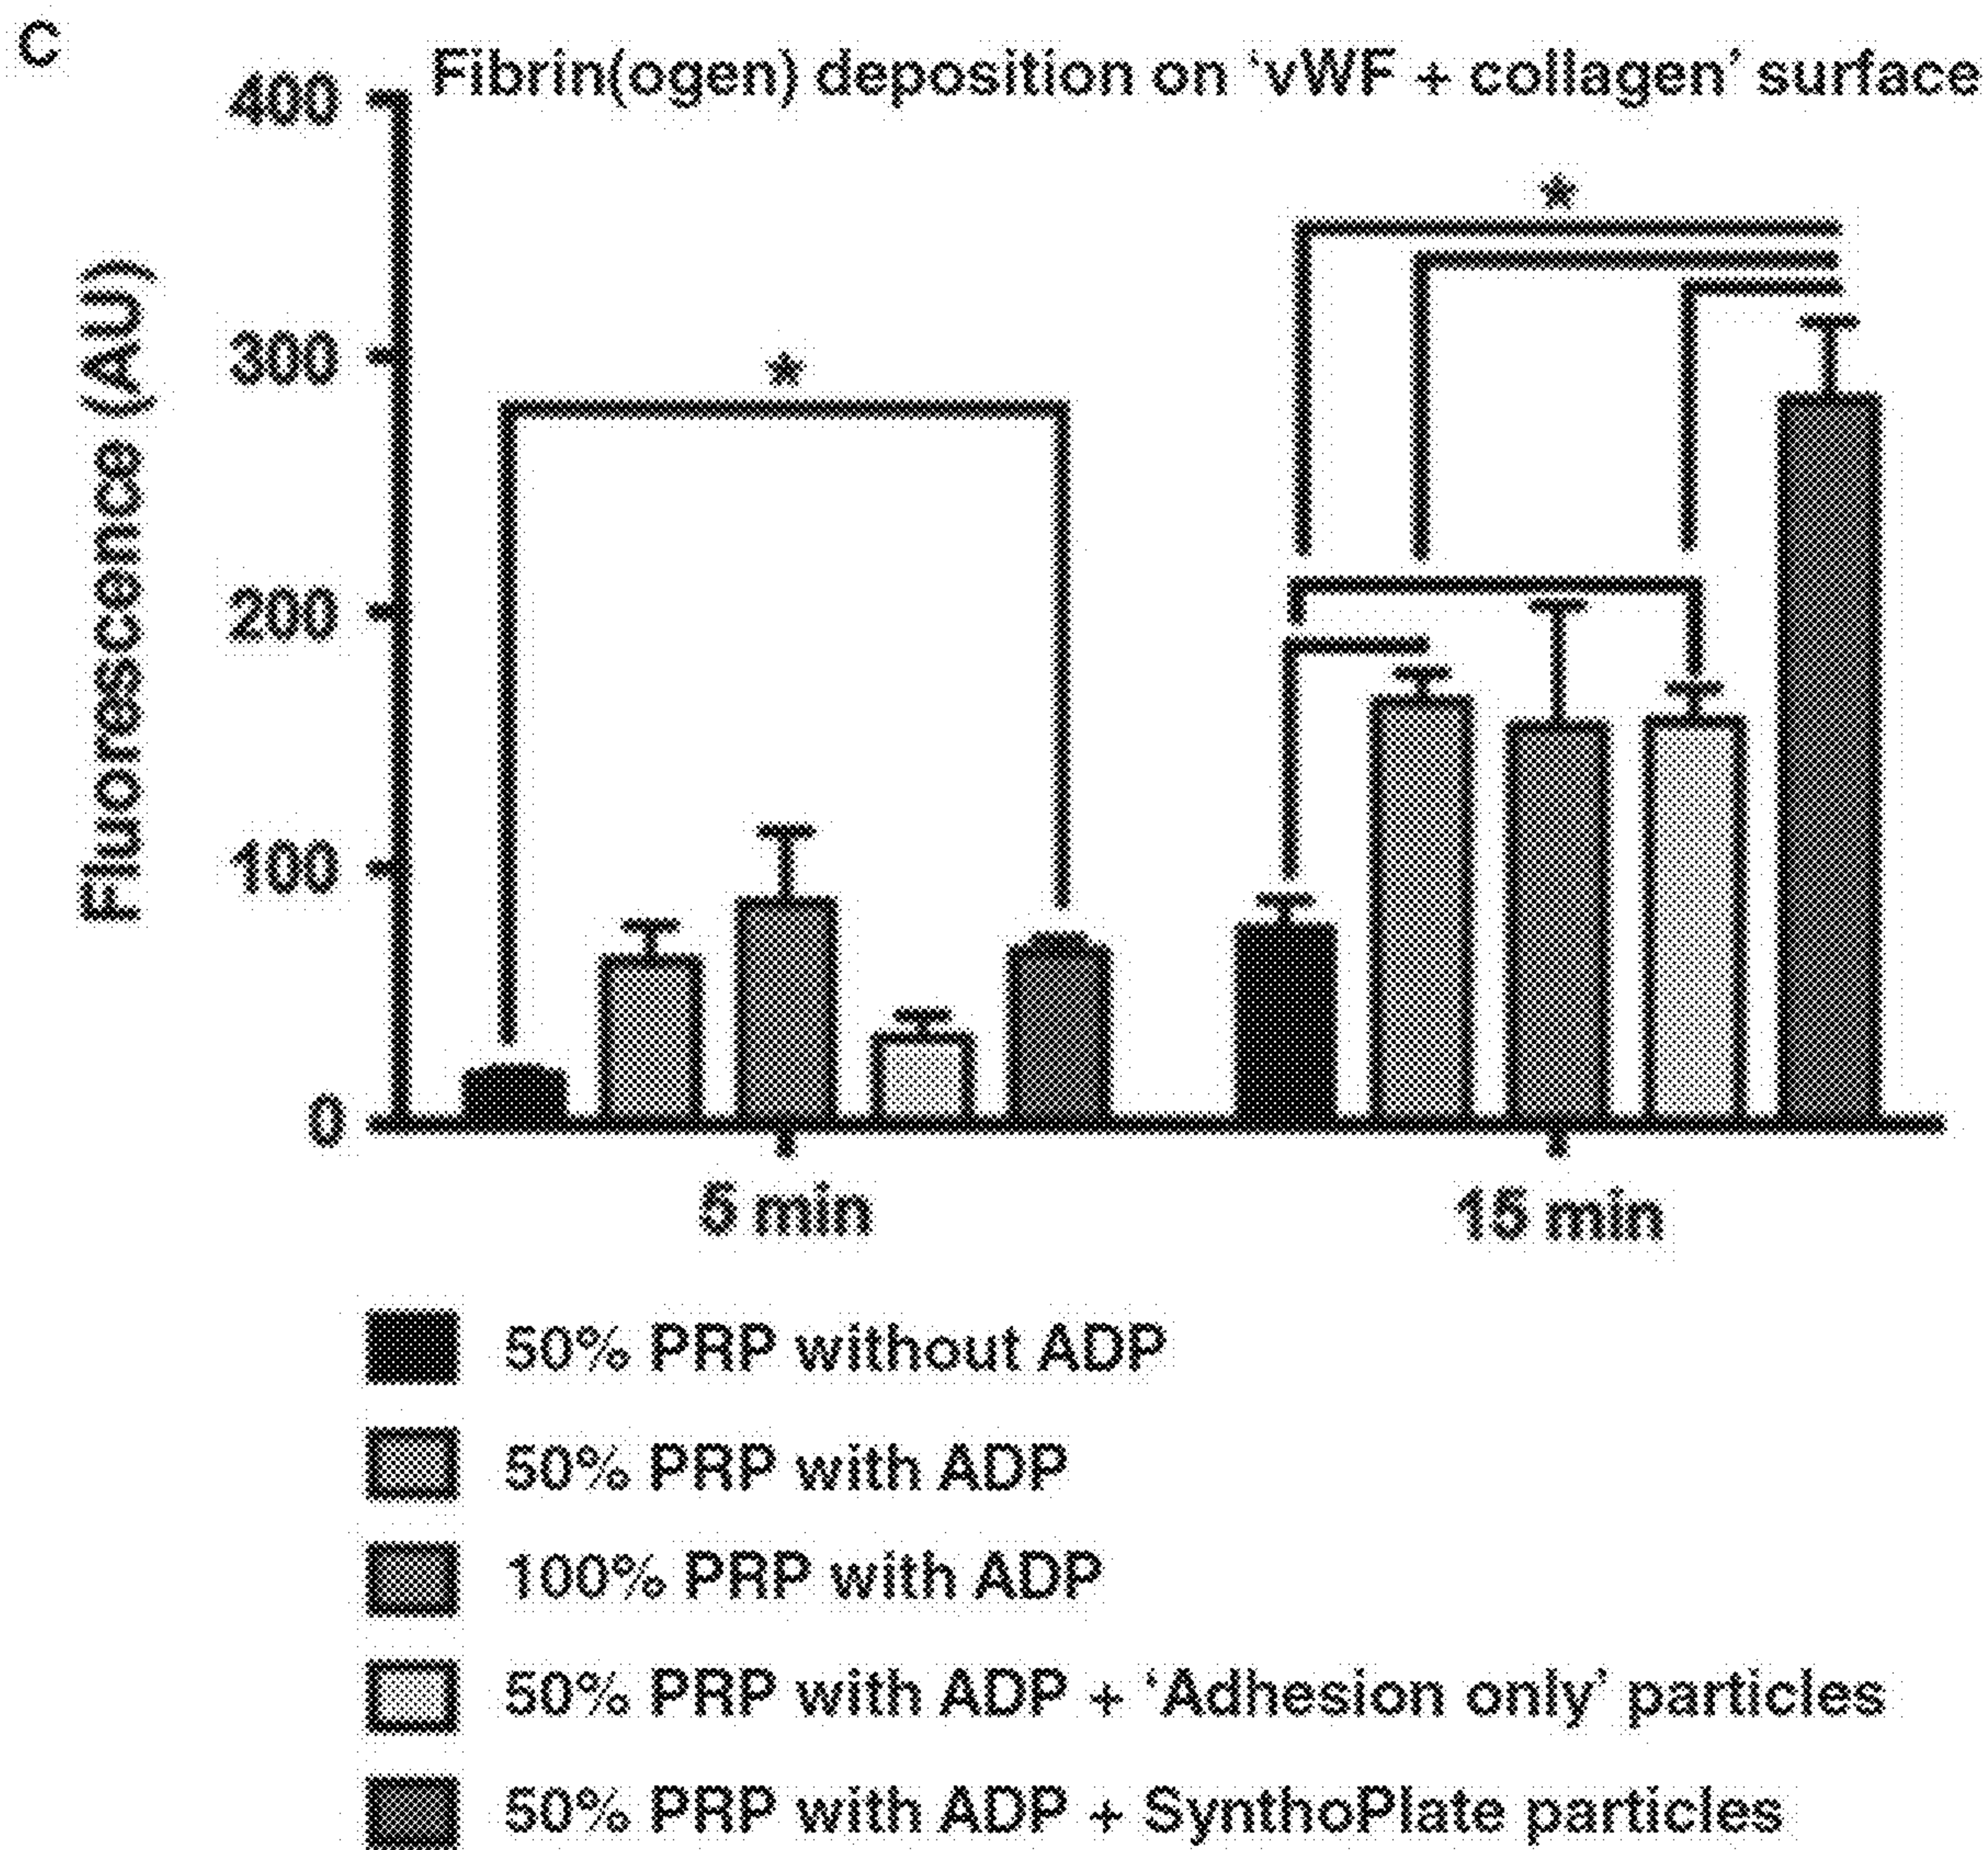 C
Fibrin(ogen) deposition on ‘vWF + collagen’ surface
Fluorescence (AU)
400
300
200
100
0
*
*
5 min
15 min
50% PRP without ADP
50% PRP with ADP
100% PRP with ADP
50% PRP with ADP + ‘Adhesion only’ particles
50% PRP with ADP + SynthoPlate particles